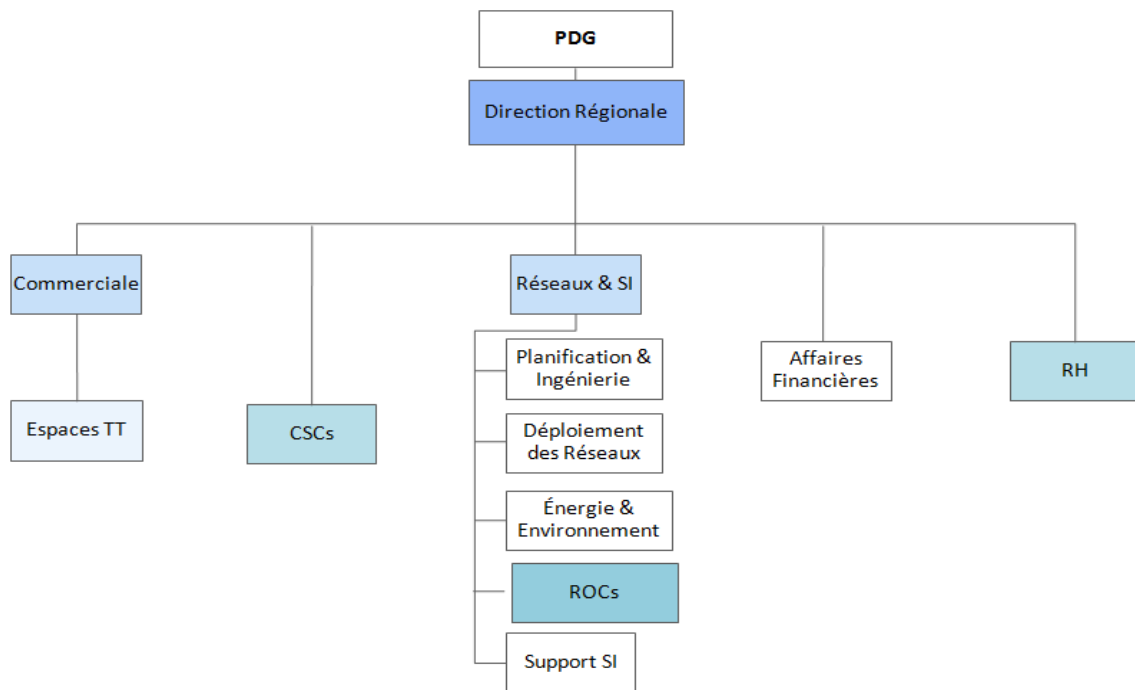 PDG
Direction Régionale
Commerciale
Réseaux & SI
Planification &
Ingénierie
Affaires
Financières
RH
Espaces TT
CSCs
Déploiement
des Réseaux
Énergie &
Environnement
ROCs
Support SI